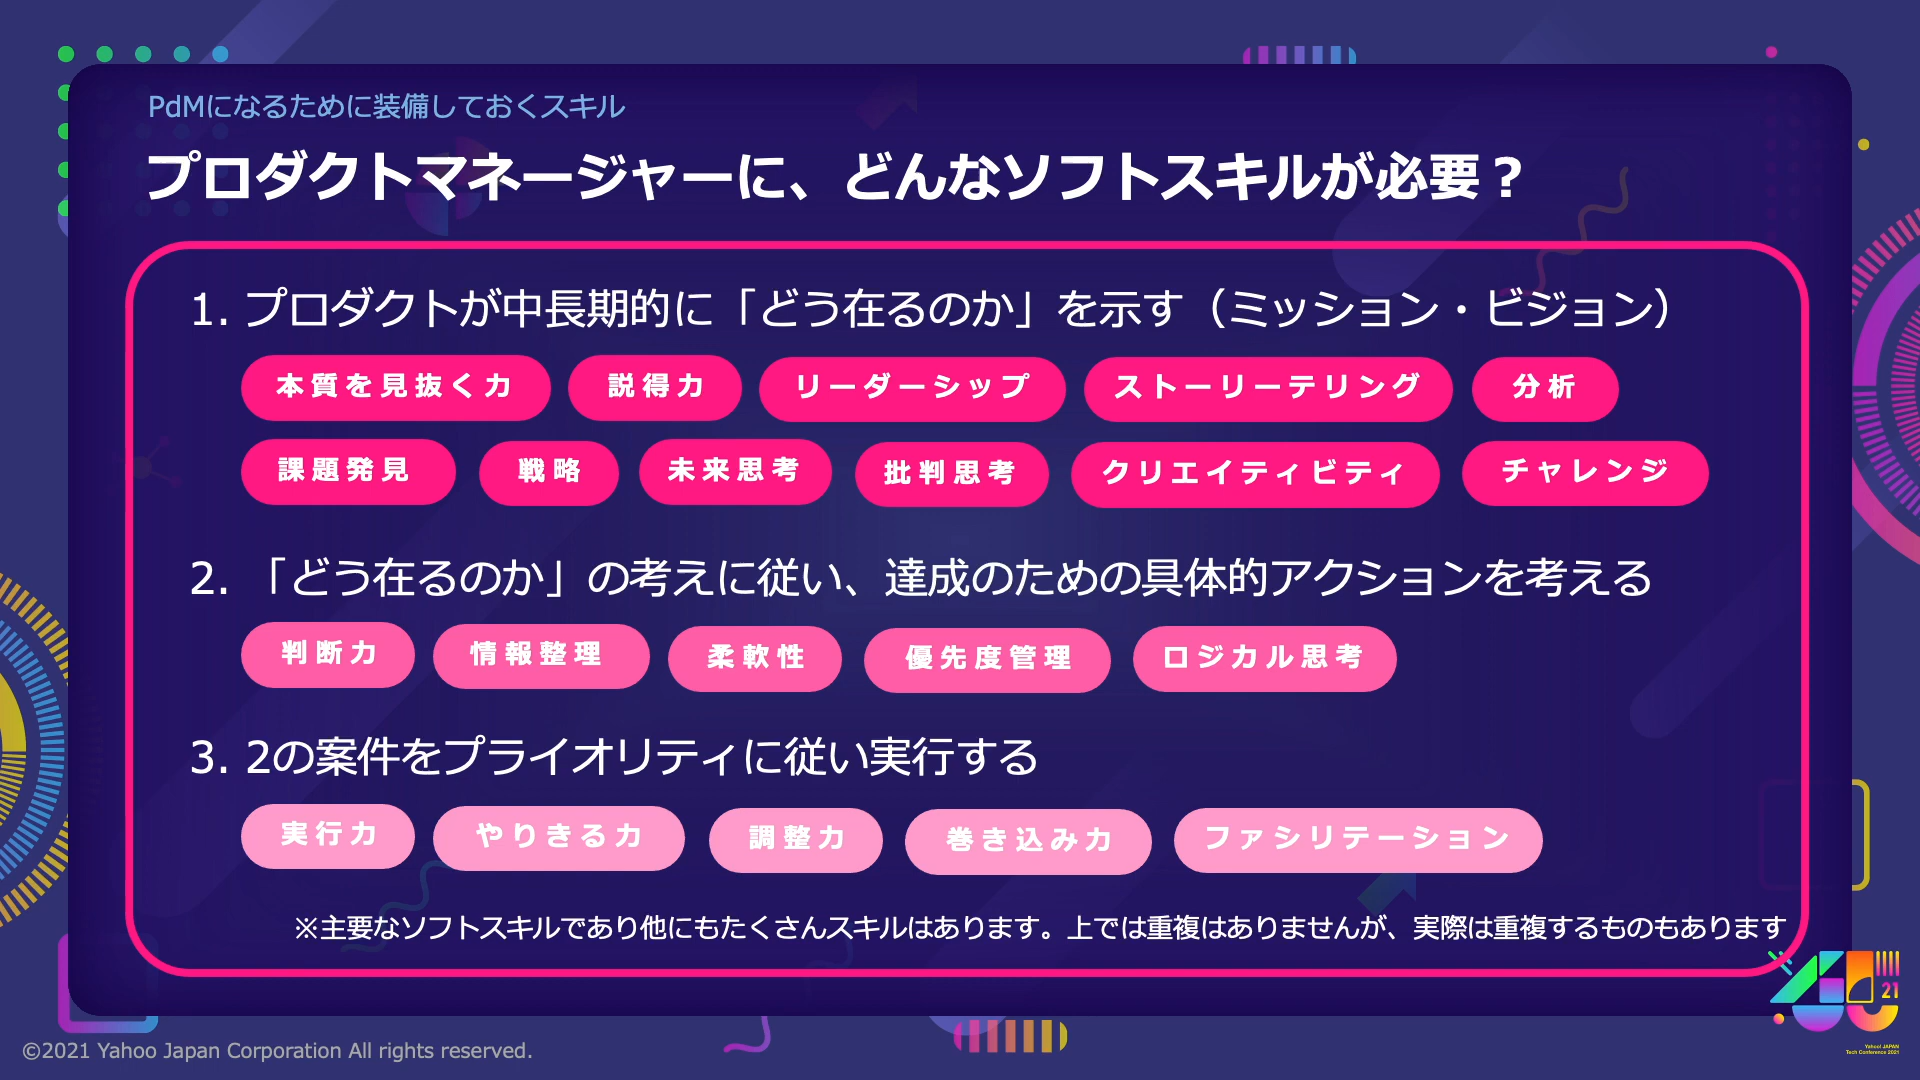 PdMになるために装備しておくスキル
プロダクトマネージャーに、どんなソフトスキルが必要？
1. プロダクトが中長期的に「どう在るのか」を示す（ミッション・ビジョン）
本質を見抜く力 説得力 リーダーシップ ストーリーテリング 分析
課題発見 戦略 未来思考 批判思考 クリエイティビティ チャレンジ
2. 「どう在るのか」の考えに従い、達成のための具体的アクションを考える
判断力 情報整理 柔軟性 優先度管理 ロジカル思考
3. 2の案件をプライオリティに従い実行する
実行力 やりきる力 調整力 巻き込み力 ファシリテーション
※主要なソフトスキルであり他にもたくさんスキルはあります。上では重複はありませんが、実際は重複するものもあります
21
Yahoo! JAPAN
Tech Conference 2021
©2021 Yahoo Japan Corporation All rights reserved.